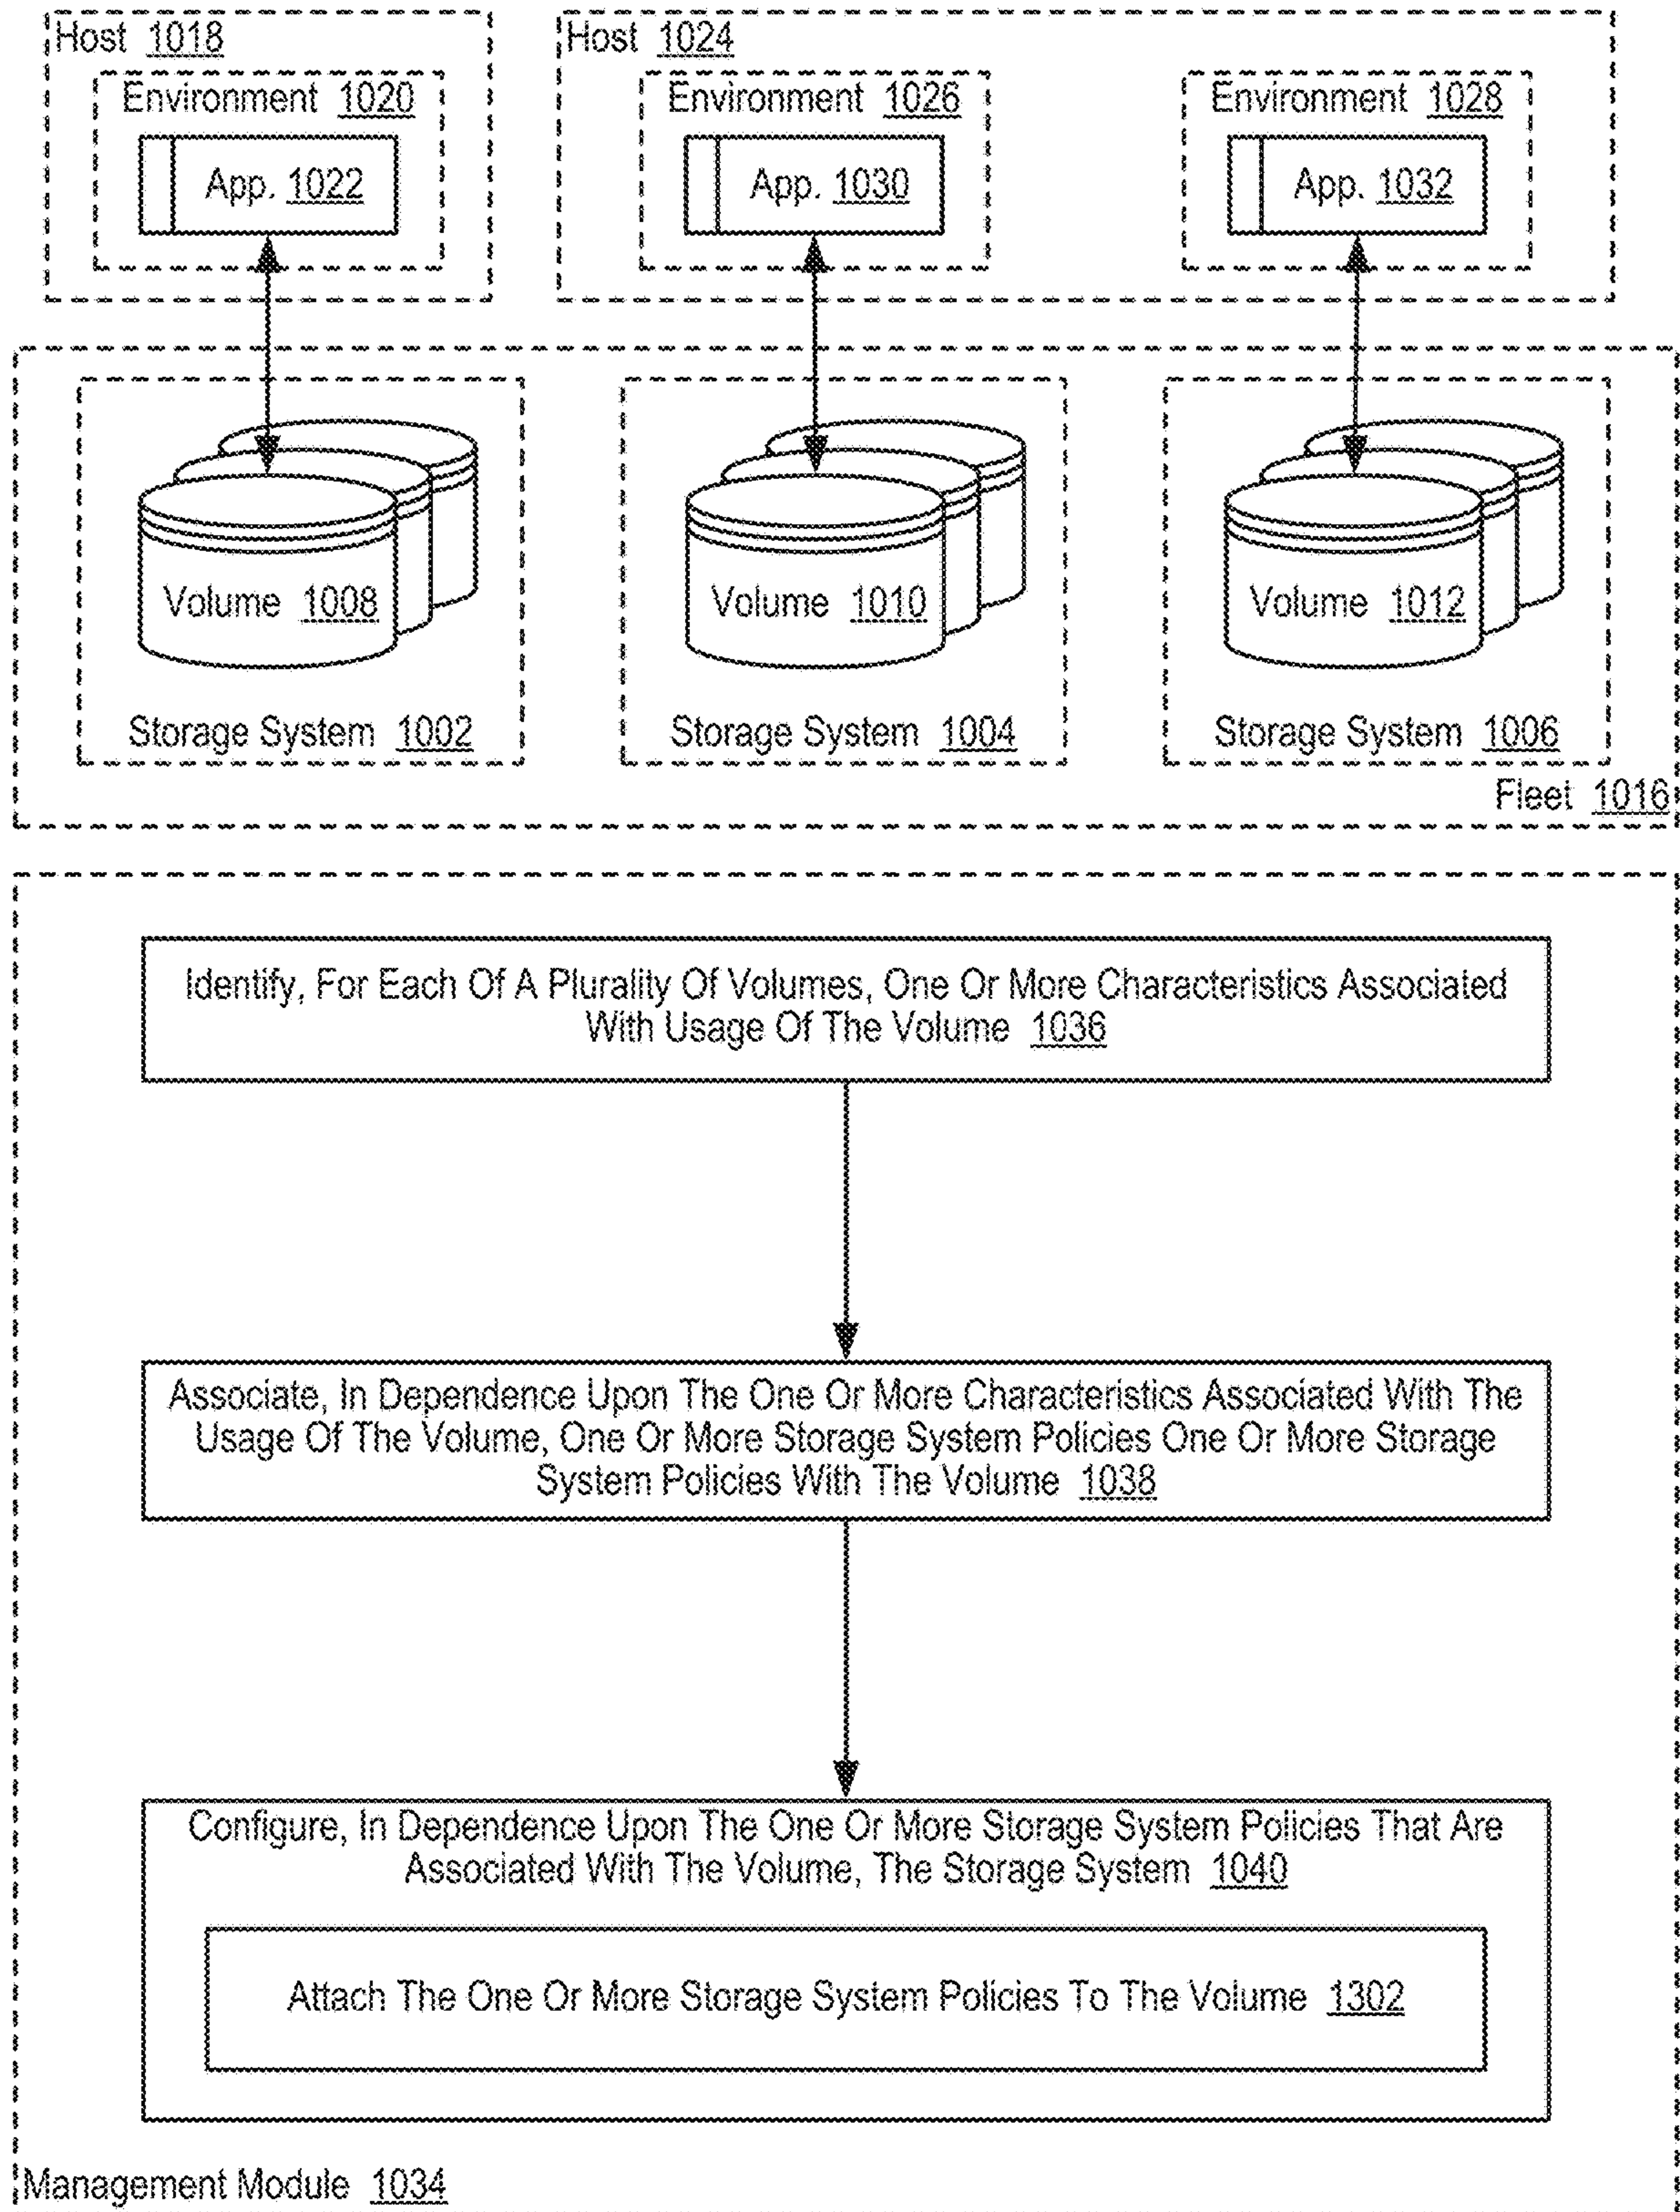 Host 1018
Host 1024
Environment 1020
Environment 1026
Environment 1028
App. 1022
App. 1030
App. 1032
Volume 1008
Volume 1010
Volume 1012
Storage System 1002
Storage System 1004
Storage System 1006
Fleet 1016
Identify, For Each Of A Plurality Of Volumes, One Or More Characteristics Associated
With Usage Of The Volume 1036
Associate, In Dependence Upon The One Or More Characteristics Associated With The
Usage Of The Volume, One Or More Storage System Policies One Or More Storage
System Policies With The Volume 1038
Configure, In Dependence Upon The One Or More Storage System Policies That Are
Associated With The Volume, The Storage System 1040
Attach The One Or More Storage System Policies To The Volume 1302
Management Module 1034